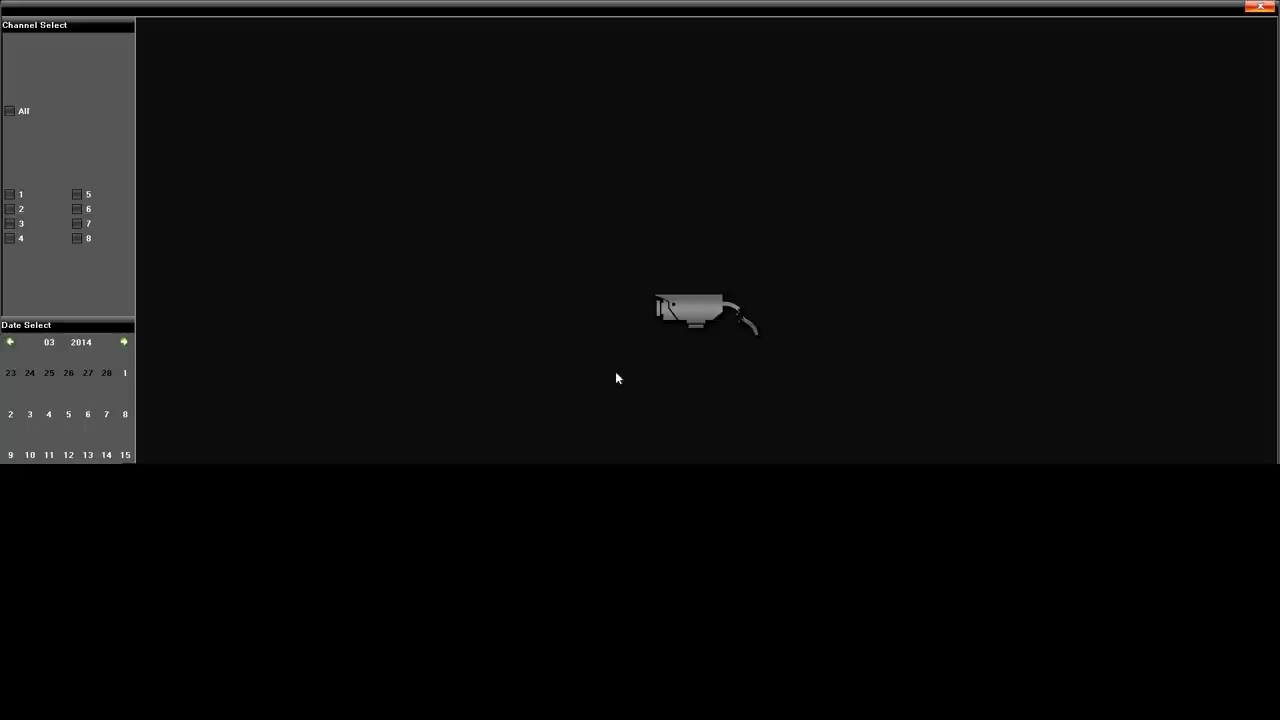 Channel Select
All
1 5
2 6
3 7
4 8
Date Select
03 2014
23 24 25 26 27 28 1
2 3 4 5 6 7 8
9 10 11 12 13 14 15